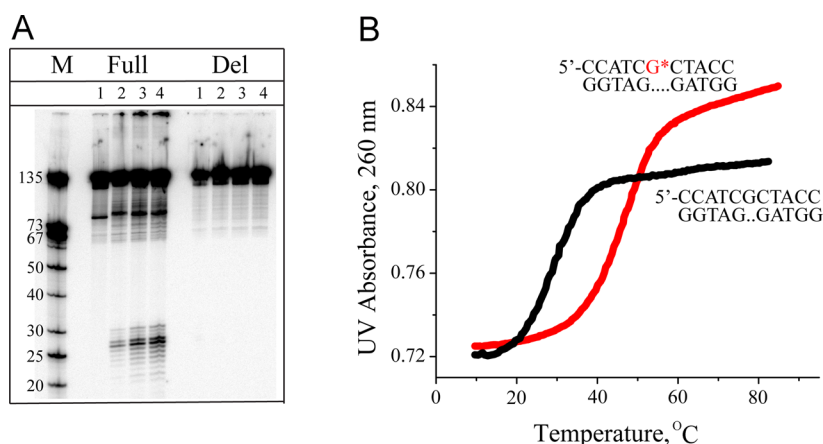 A
M Full Del
1 2 3 4 1 2 3 4
135
73
67
50
40
30
25
20
B
UV Absorbance, 260 nm
0.84
0.80
0.76
0.72
5’-CCATCG*CTACC
GGTAG....GATGG
5’-CCATCGCTACC
GGTAG..GATGG
0 20 40 60 80
Temperature, °C